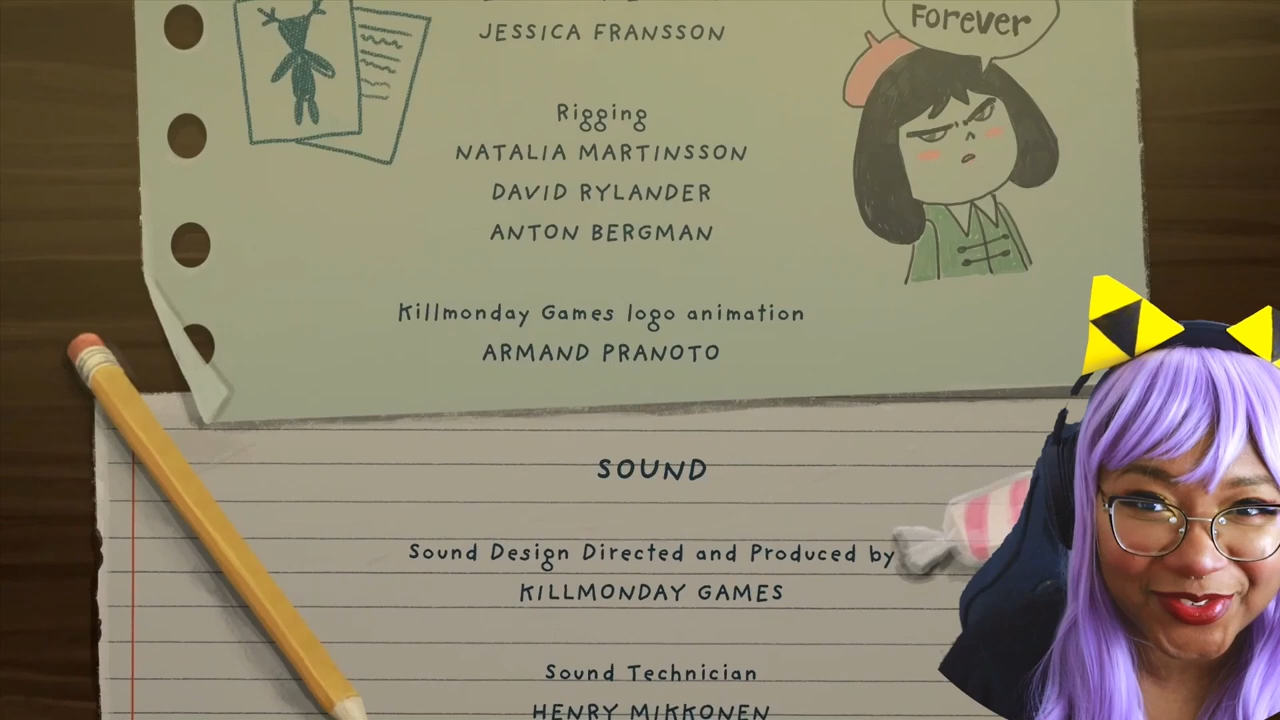 Forever
JESSICA FRANSSON
Rigging
NATALIA MARTINSSON
DAVID RYLANDER
ANTON BERGMAN
Killmonday Games logo animation
ARMAND PRANOTO
SOUND
Sound Design Directed and Produced by
KILLMONDAY GAMES
Sound Technician
HENRY MIKKONEN